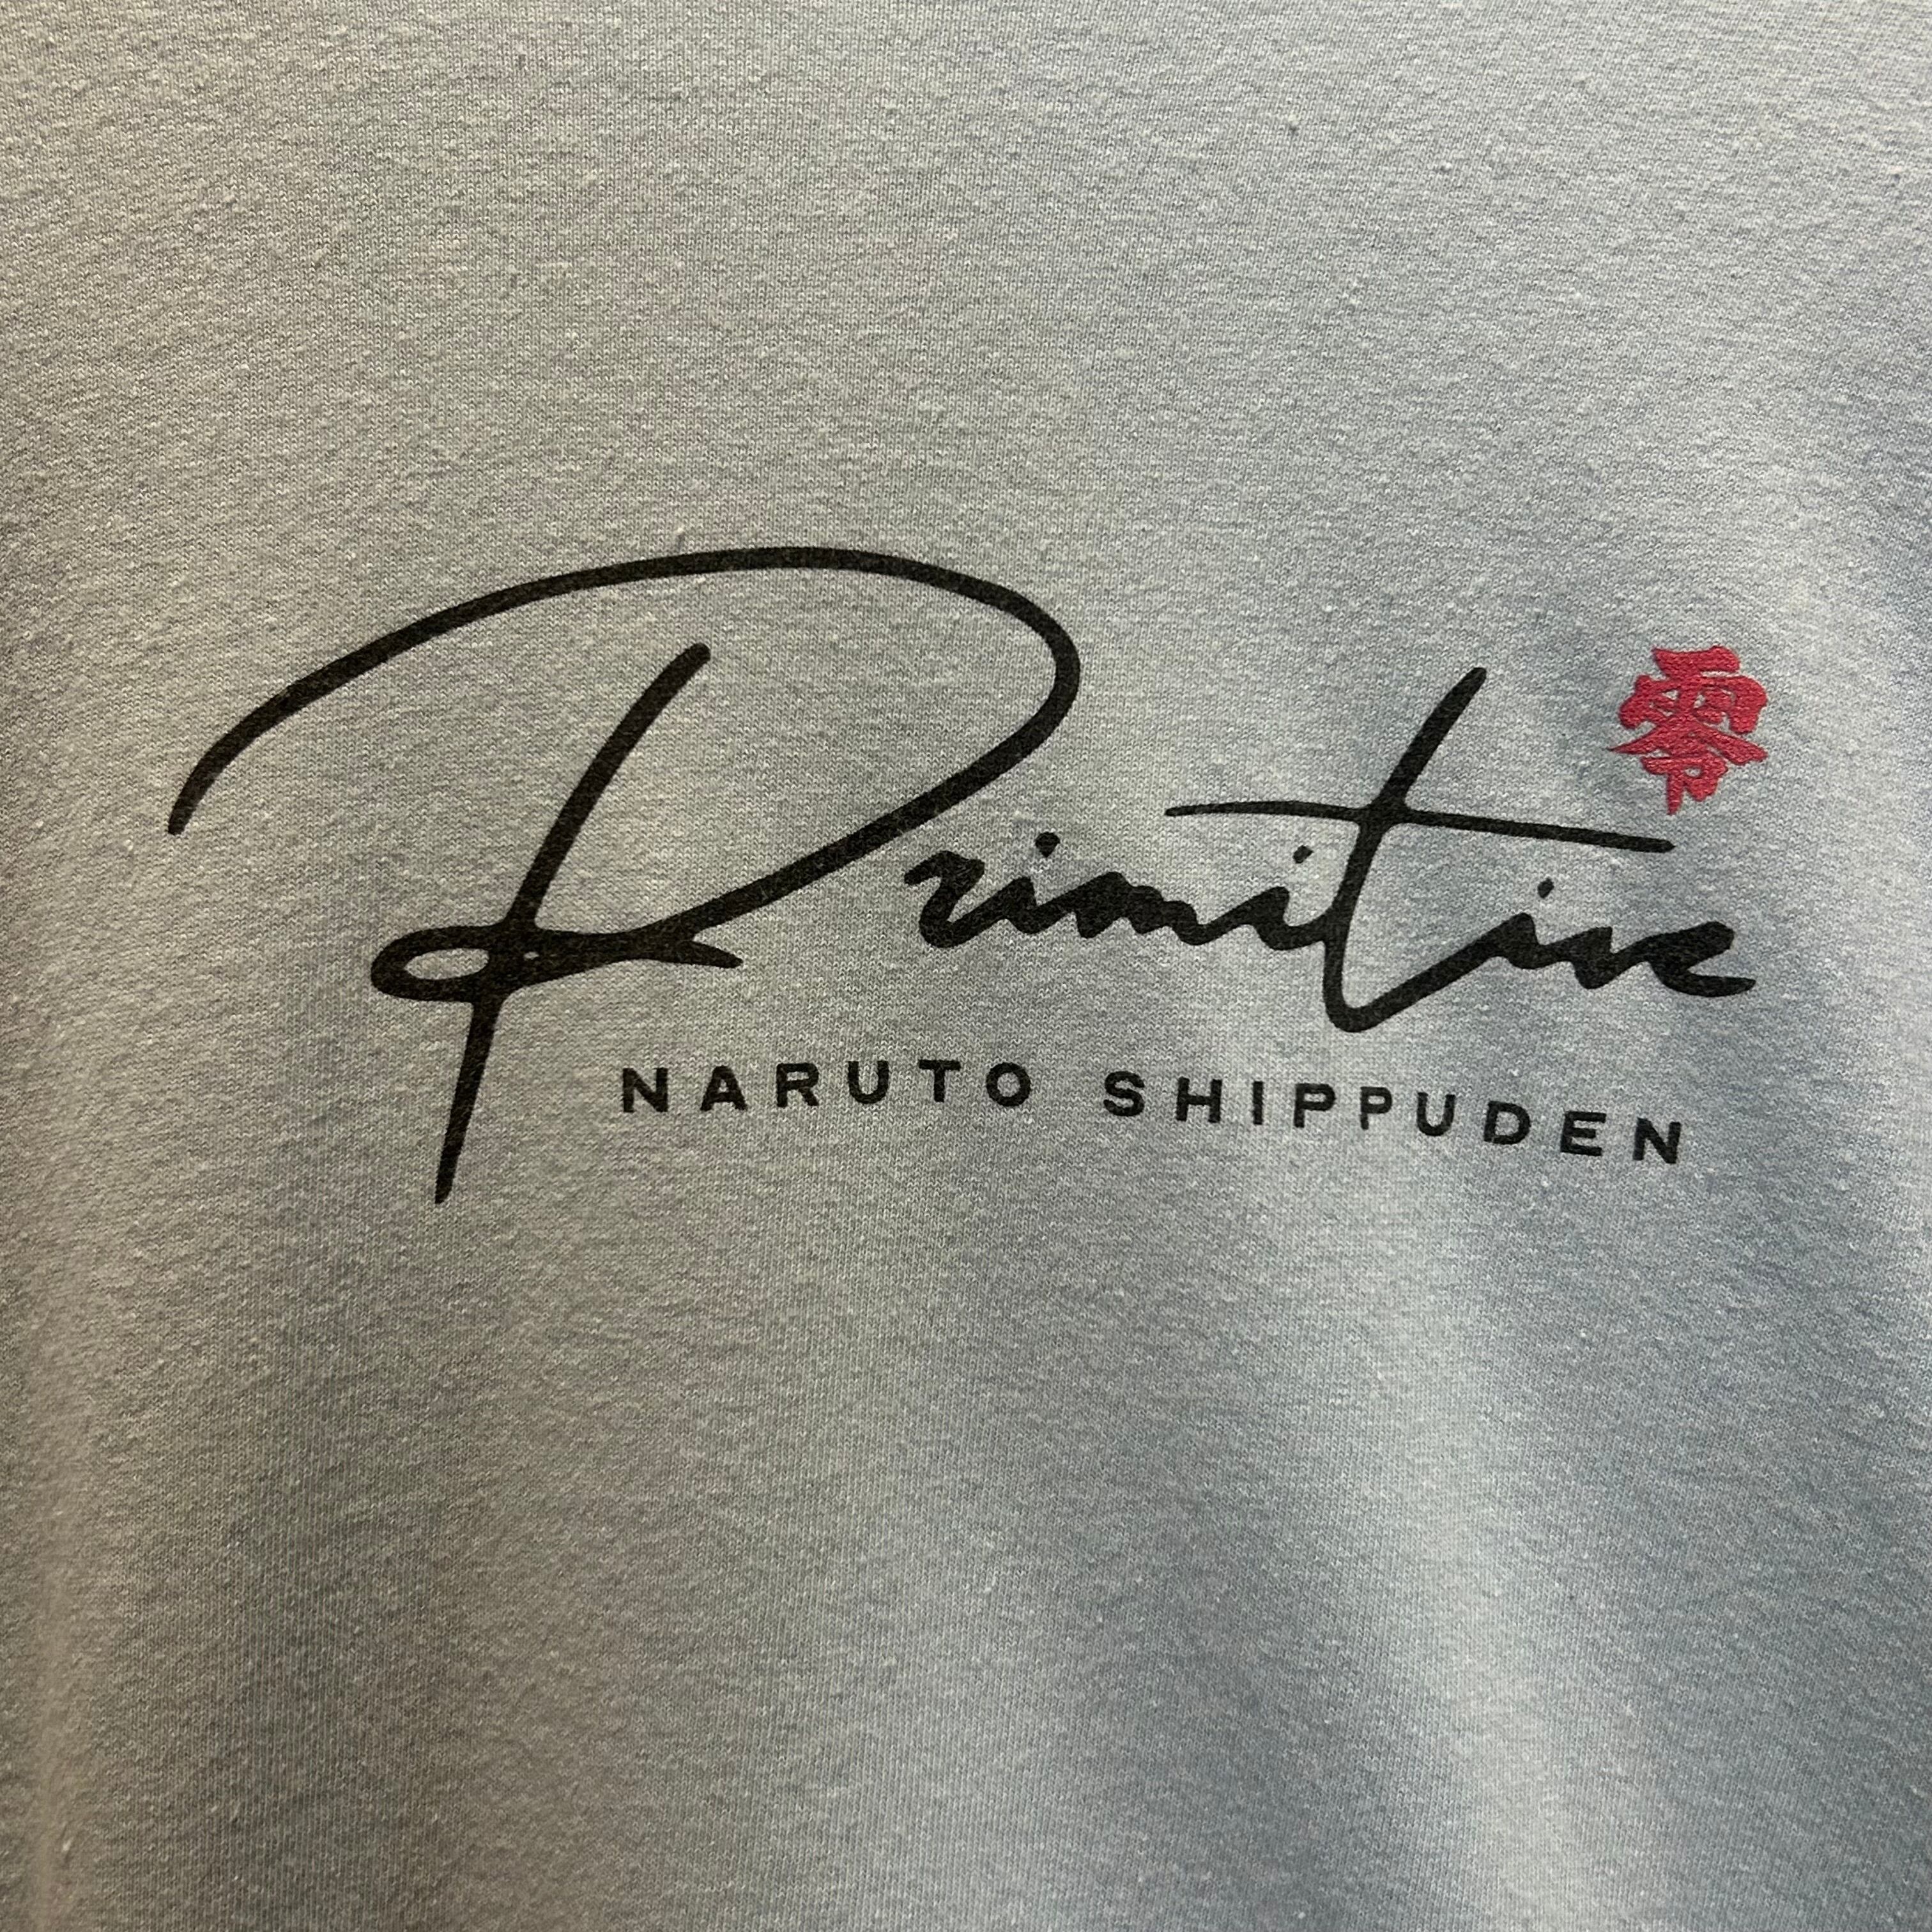 零
Primitive
NARUTO SHIPPUDEN